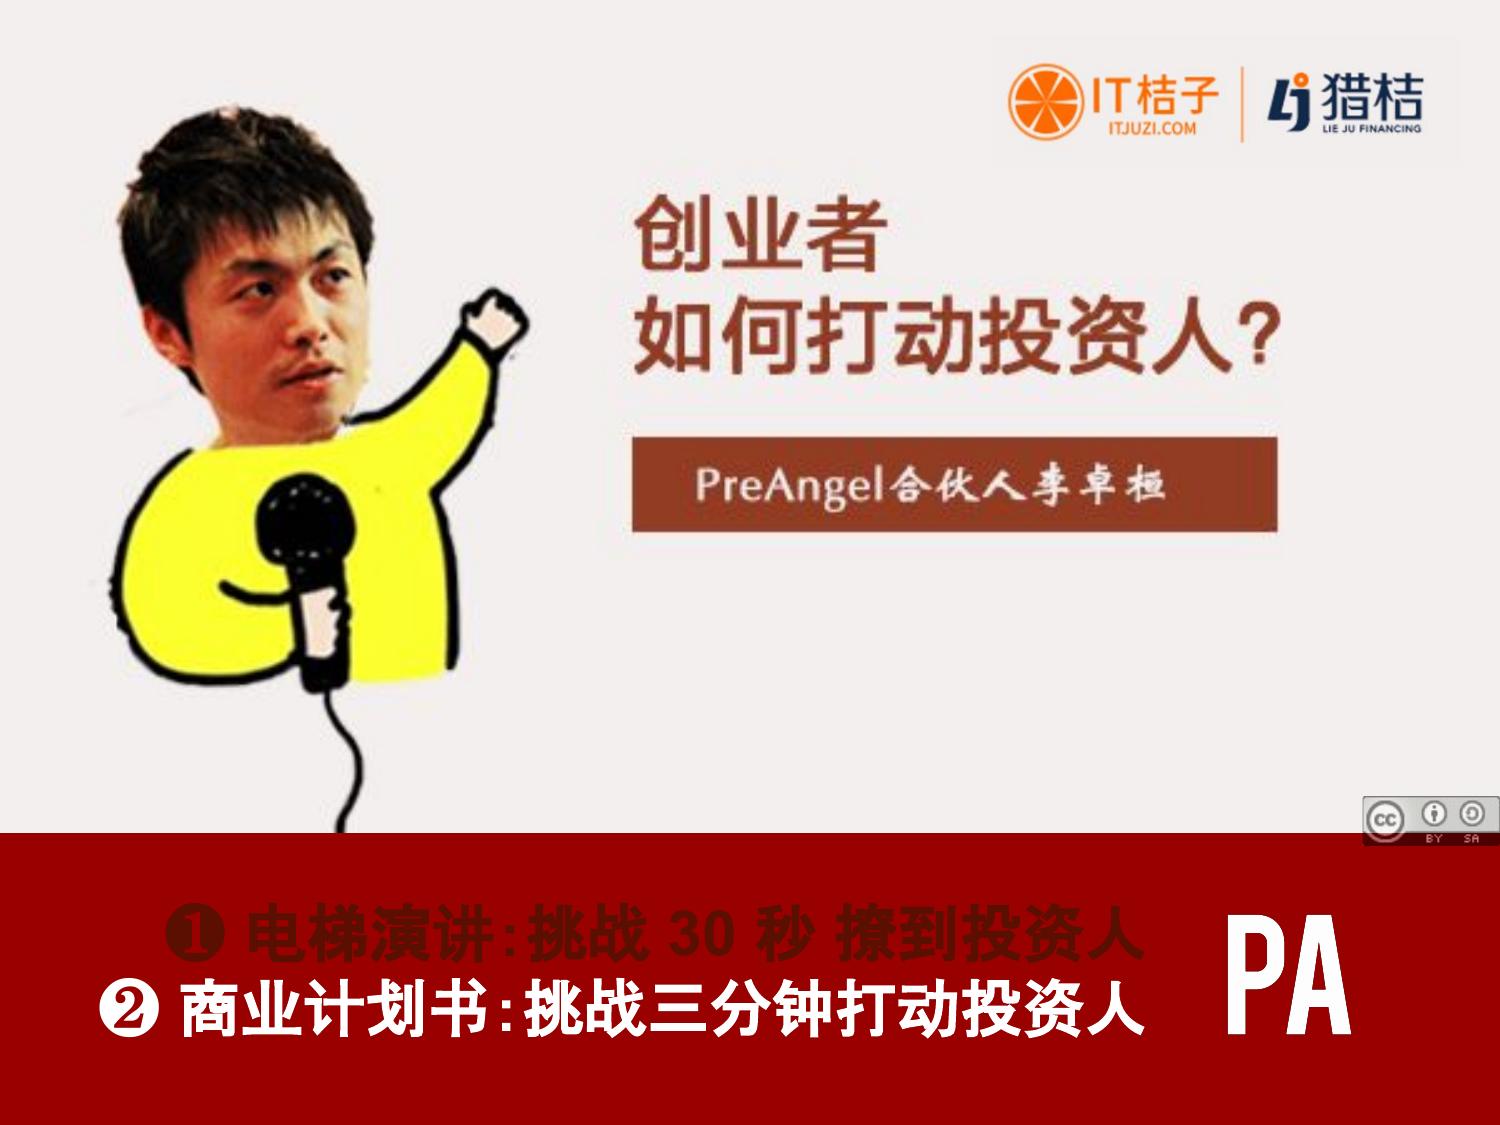 IT桔子
ITJUZI.COM
猎桔
LIE JU FINANCING
创业者
如何打动投资人?
PreAngel合伙人李卓桓
cc BY SA
❶ 电梯演讲:挑战 30 秒 撩到投资人
❷ 商业计划书:挑战三分钟打动投资人
PA